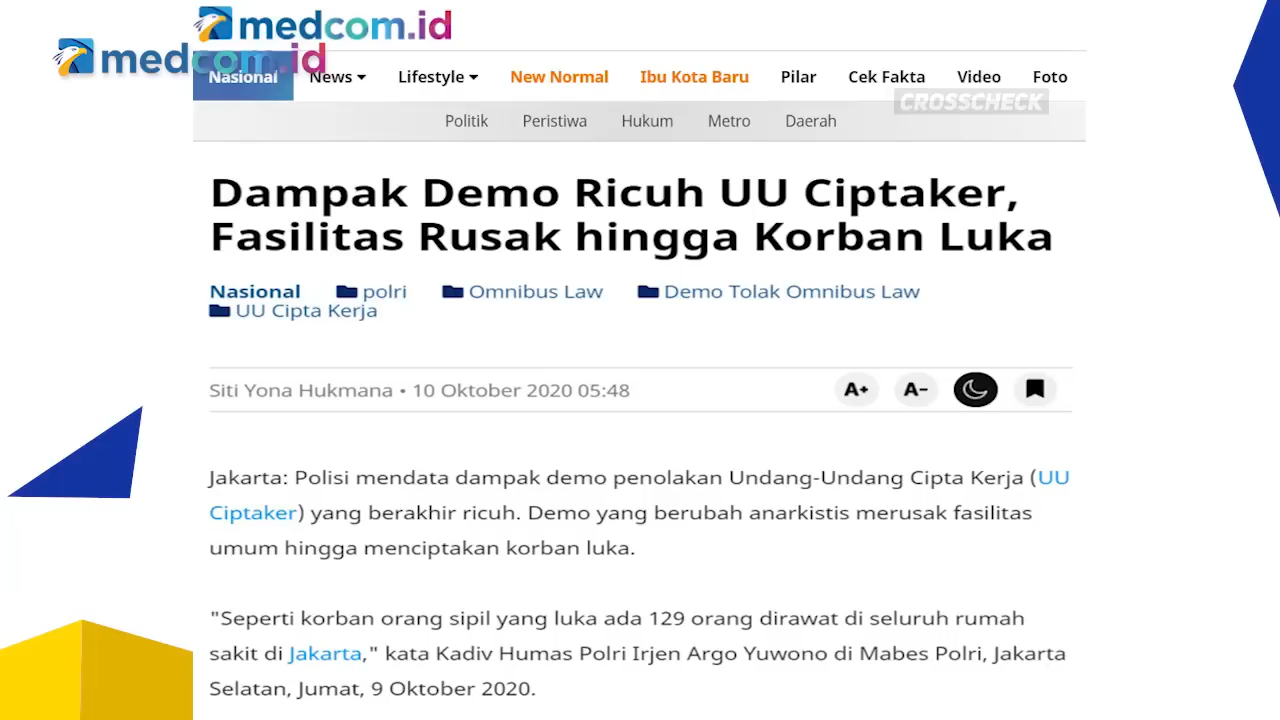 medcom.id
medcom.id
Nasional News Lifestyle New Normal Ibu Kota Baru Pilar Cek Fakta Video Foto
CROSSCHECK
Politik Peristiwa Hukum Metro Daerah
Dampak Demo Ricuh UU Ciptaker,
Fasilitas Rusak hingga Korban Luka
Nasional polri Omnibus Law Demo Tolak Omnibus Law
UU Cipta Kerja
Siti Yona Hukmana • 10 Oktober 2020 05:48 A+ A-
Jakarta: Polisi mendata dampak demo penolakan Undang-Undang Cipta Kerja (UU
Ciptaker) yang berakhir ricuh. Demo yang berubah anarkistis merusak fasilitas
umum hingga menciptakan korban luka.
"Seperti korban orang sipil yang luka ada 129 orang dirawat di seluruh rumah
sakit di Jakarta," kata Kadiv Humas Polri Irjen Argo Yuwono di Mabes Polri, Jakarta
Selatan, Jumat, 9 Oktober 2020.